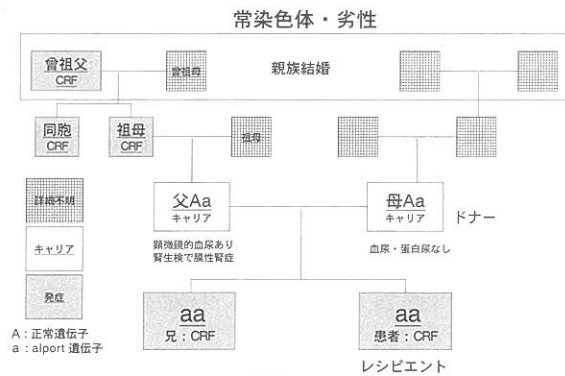 常染色体・劣性
曾祖父
CRF
曾祖母
親族結婚
同胞
CRF
祖母
CRF
祖母
詳細不明
父Aa
キャリア
母Aa
キャリア
ドナー
キャリア
顕微鏡的血尿あり
腎生検で膜性腎症
血尿・蛋白尿なし
発症
aa
兄：CRF
aa
患者：CRF
A：正常遺伝子
a：alport 遺伝子
レシピエント